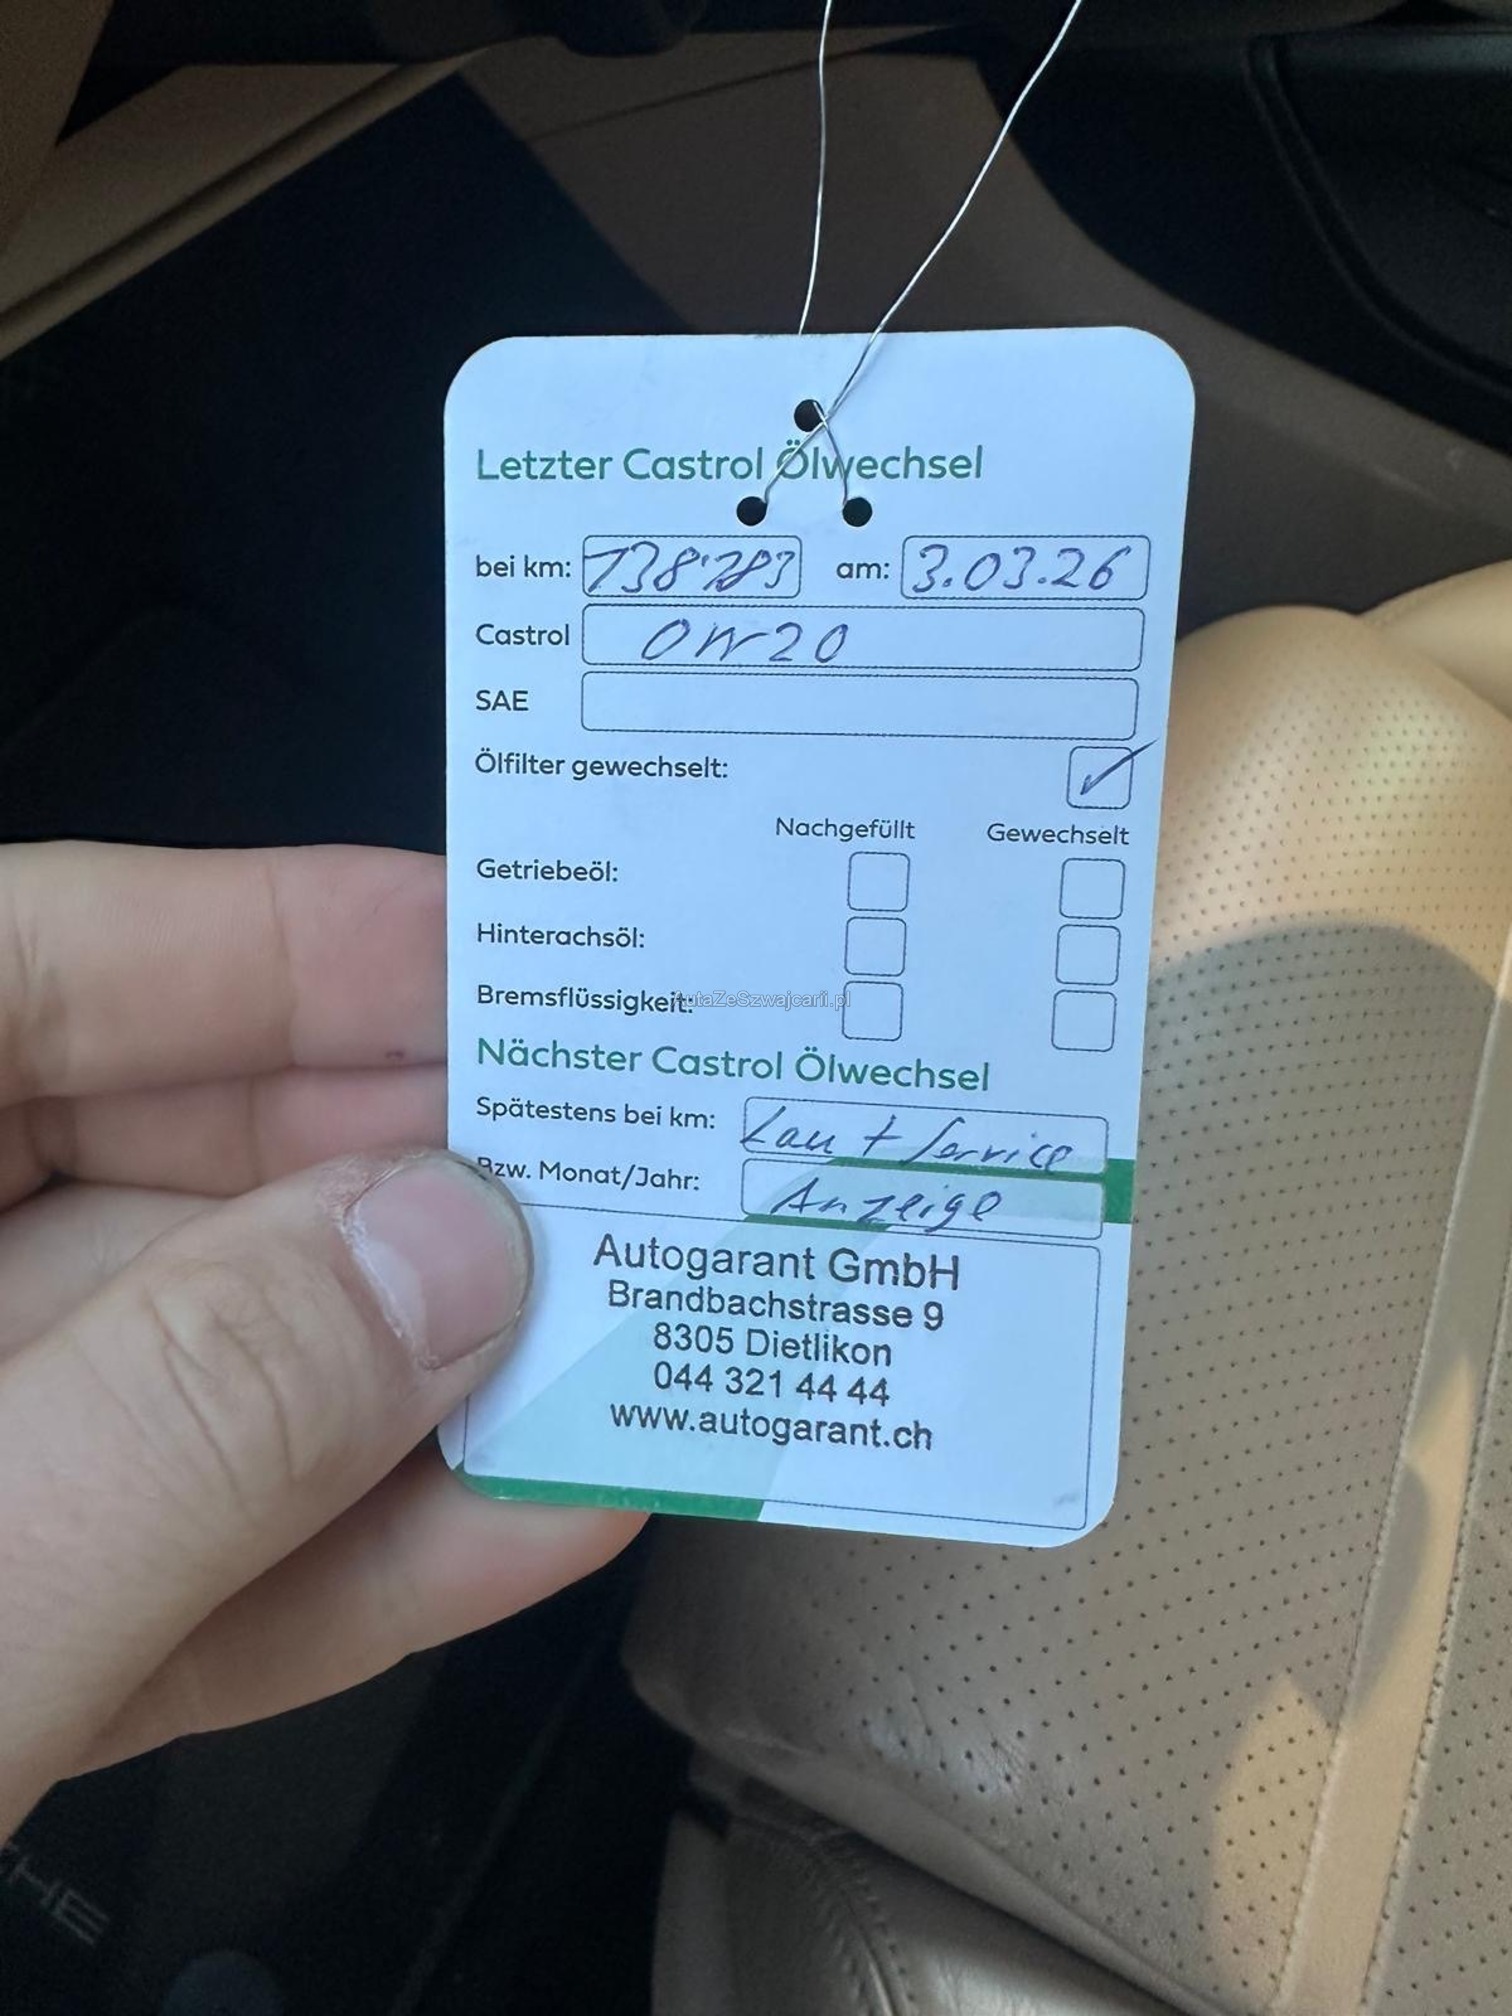 Letzter Castrol Ölwechsel
bei km: 138'783 am: 3.03.26
Castrol 0W20
SAE
Ölfilter gewechselt: ✓
Nachgefüllt Gewechselt
Getriebeöl:
Hinterachsöl:
Bremsflüssigkeit:
AutaZeSzwajcarii.pl
Nächster Castrol Ölwechsel
Spätestens bei km: Laut Service
Bzw. Monat/Jahr: Anzeige
Autogarant GmbH
Brandbachstrasse 9
8305 Dietlikon
044 321 44 44
www.autogarant.ch